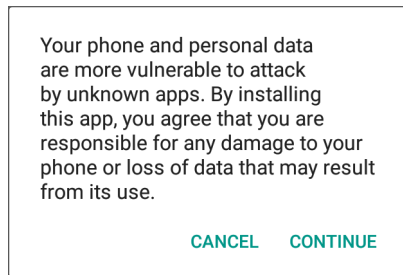 Your phone and personal data
are more vulnerable to attack
by unknown apps. By installing
this app, you agree that you are
responsible for any damage to your
phone or loss of data that may result
from its use.
CANCEL CONTINUE